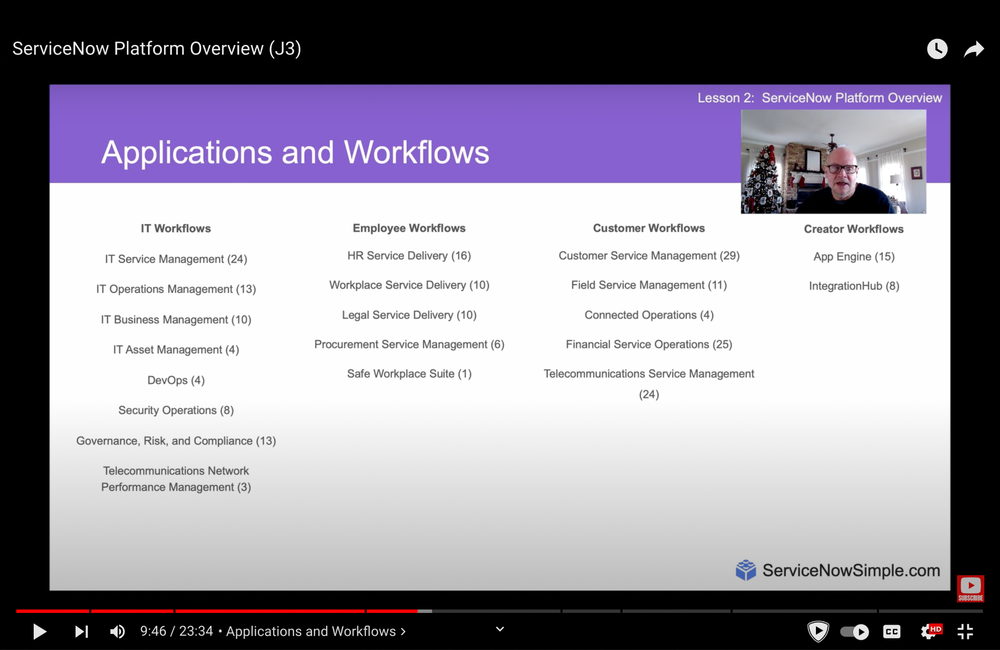 ServiceNow Platform Overview (J3)
Lesson 2: ServiceNow Platform Overview
Applications and Workflows
IT Workflows
IT Service Management (24)
IT Operations Management (13)
IT Business Management (10)
IT Asset Management (4)
DevOps (4)
Security Operations (8)
Governance, Risk, and Compliance (13)
Telecommunications Network
Performance Management (3)
Employee Workflows
HR Service Delivery (16)
Workplace Service Delivery (10)
Legal Service Delivery (10)
Procurement Service Management (6)
Safe Workplace Suite (1)
Customer Workflows
Customer Service Management (29)
Field Service Management (11)
Connected Operations (4)
Financial Service Operations (25)
Telecommunications Service Management
(24)
Creator Workflows
App Engine (15)
IntegrationHub (8)
ServiceNowSimple.com
SUBSCRIBE
9:46 / 23:34 • Applications and Workflows ›
CC
HD